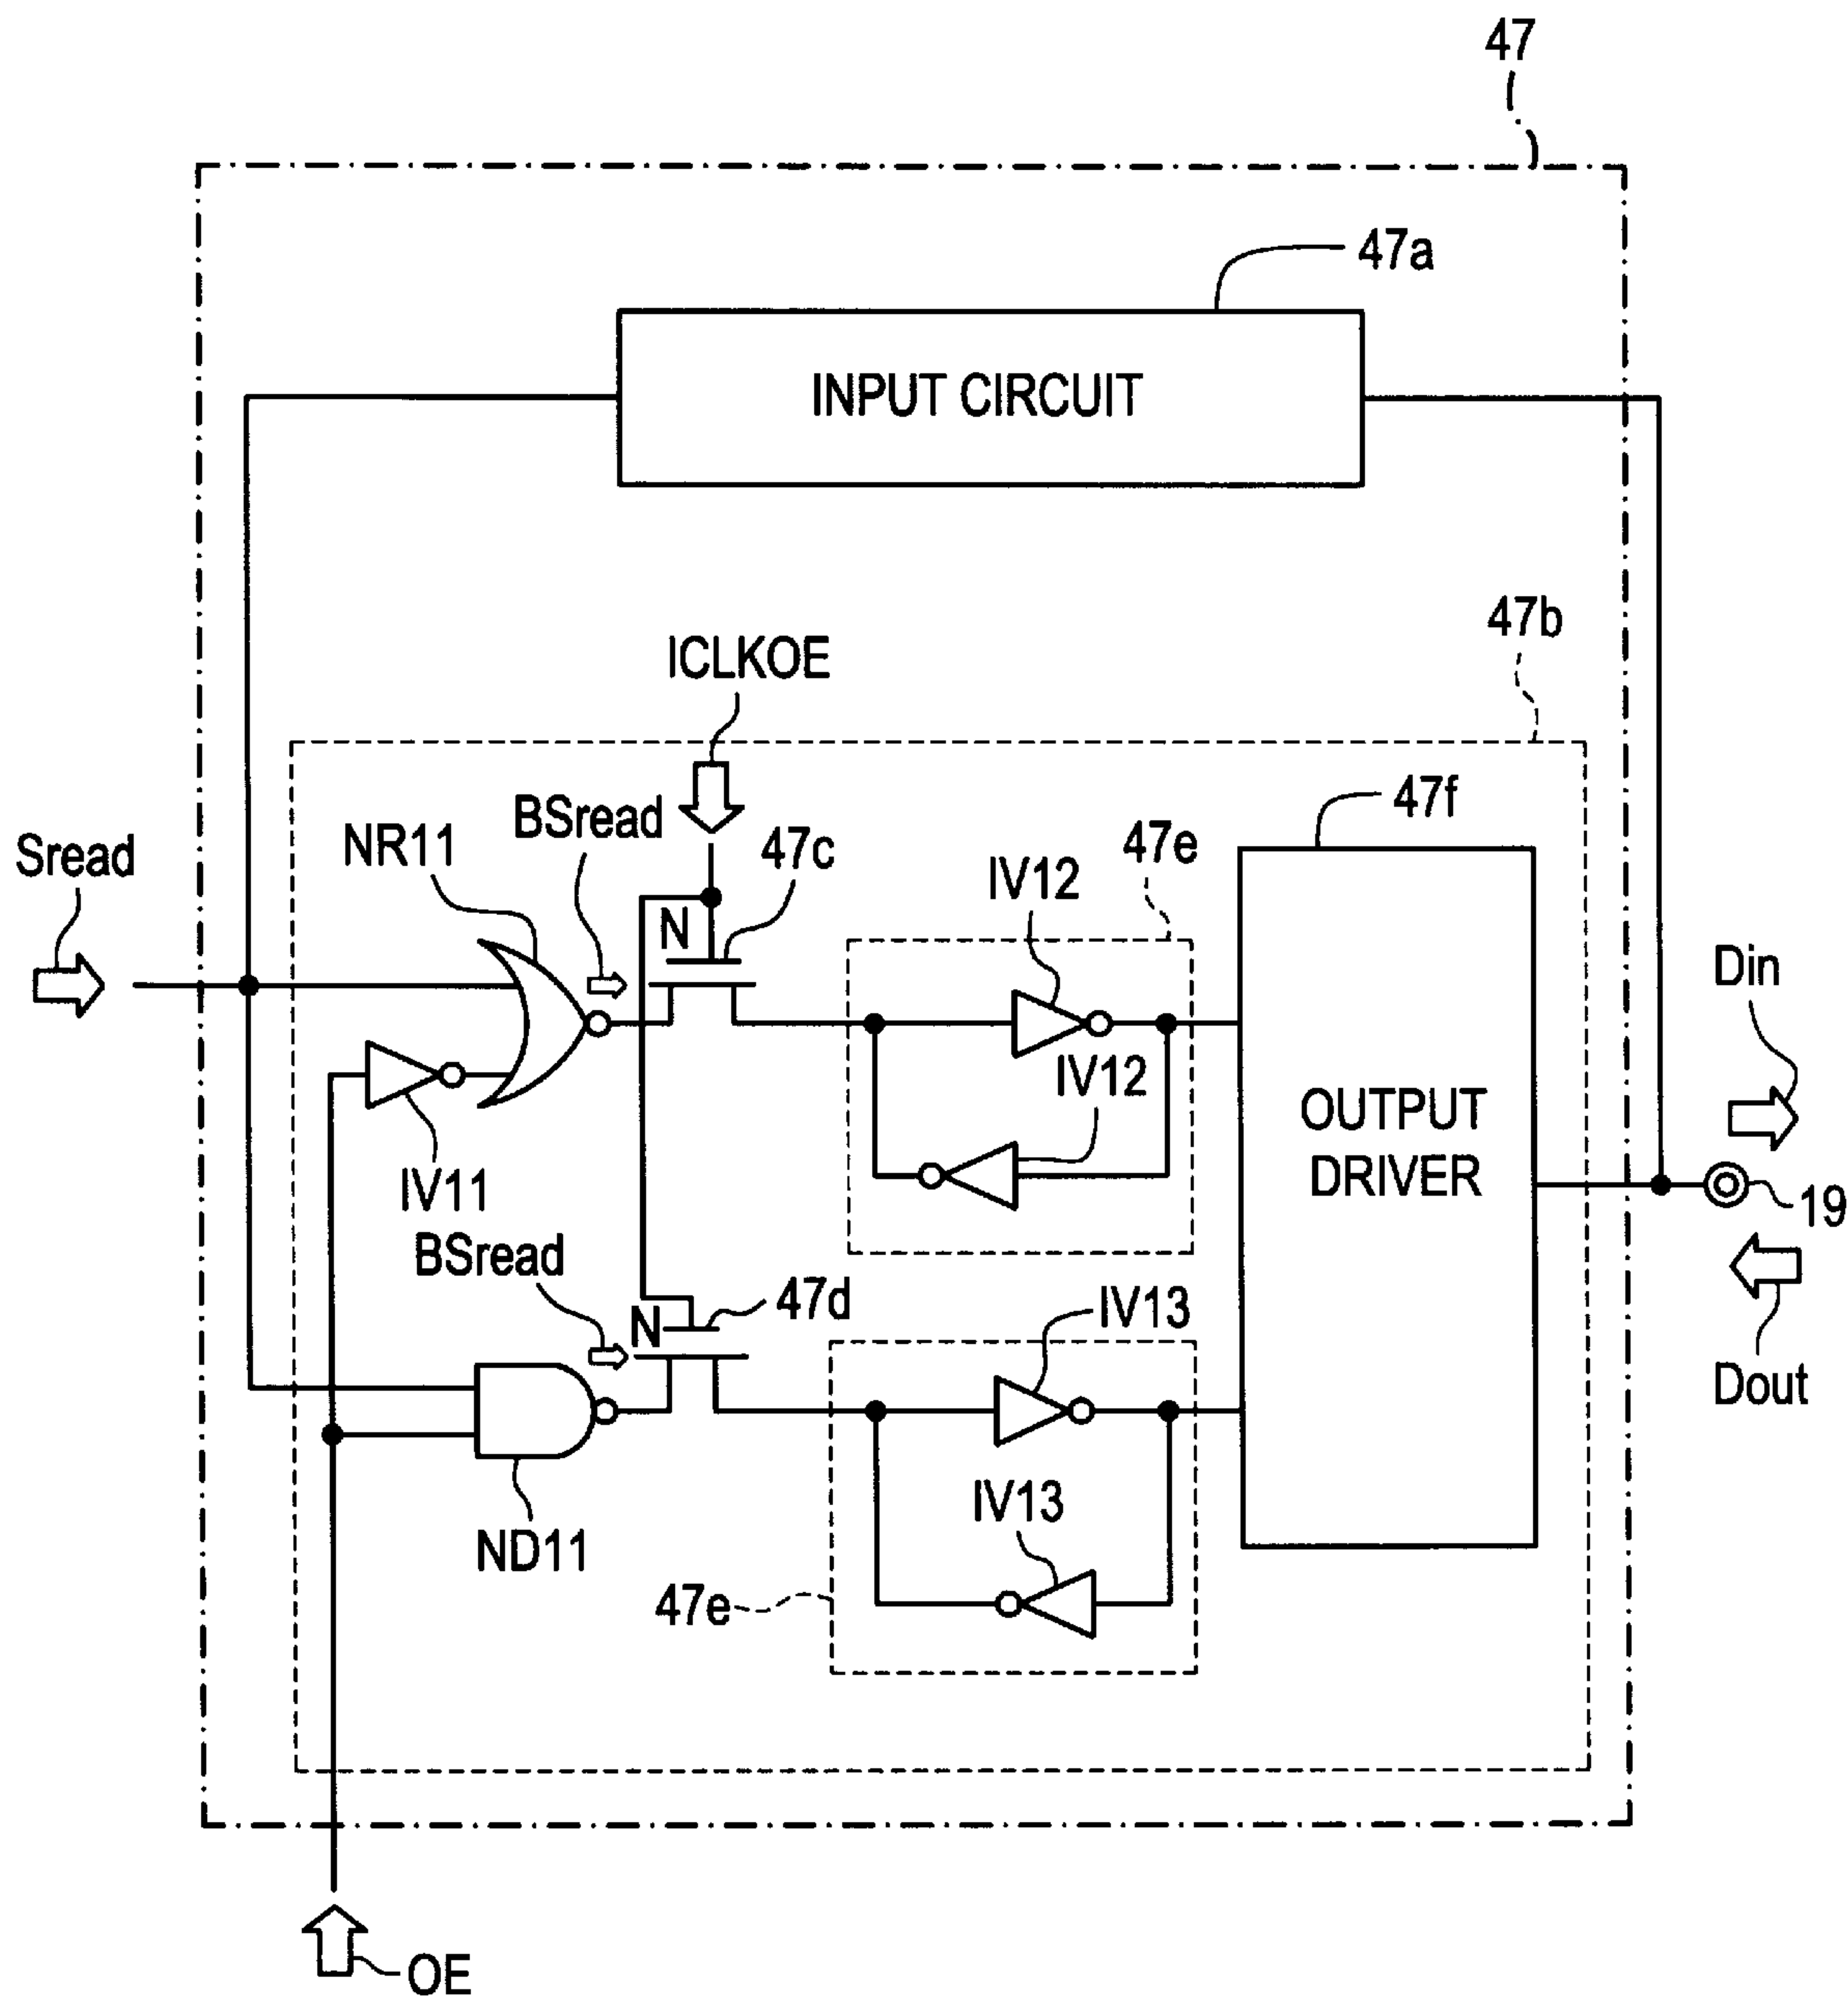 47
47a
INPUT CIRCUIT
47b
ICLKOE
47f
BSread
NR11
47c
47e
Sread
IV12
N
Din
IV12
OUTPUT
DRIVER
IV11
19
BSread
47d
IV13
N
Dout
IV13
ND11
47e
OE